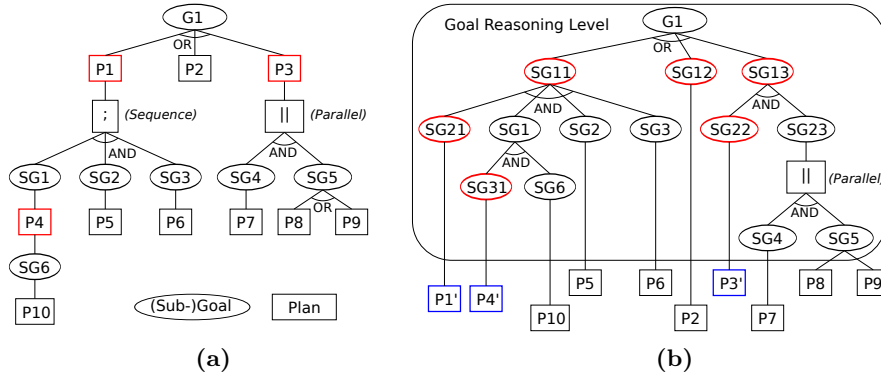 G1
OR
P1 P2 P3
; (Sequence) || (Parallel)
AND AND
SG1 SG2 SG3 SG4 SG5
P4 P5 P6 P7 P8 OR P9
SG6
P10
(Sub-)Goal Plan
(a)
Goal Reasoning Level G1
OR
SG11 SG12 SG13
AND AND
SG21 SG1 SG2 SG3 SG22 SG23
AND
SG31 SG6 || (Parallel)
AND
SG4 SG5
P1' P4' P5 P6 P3' P8 P9
P10 P2 P7
(b)